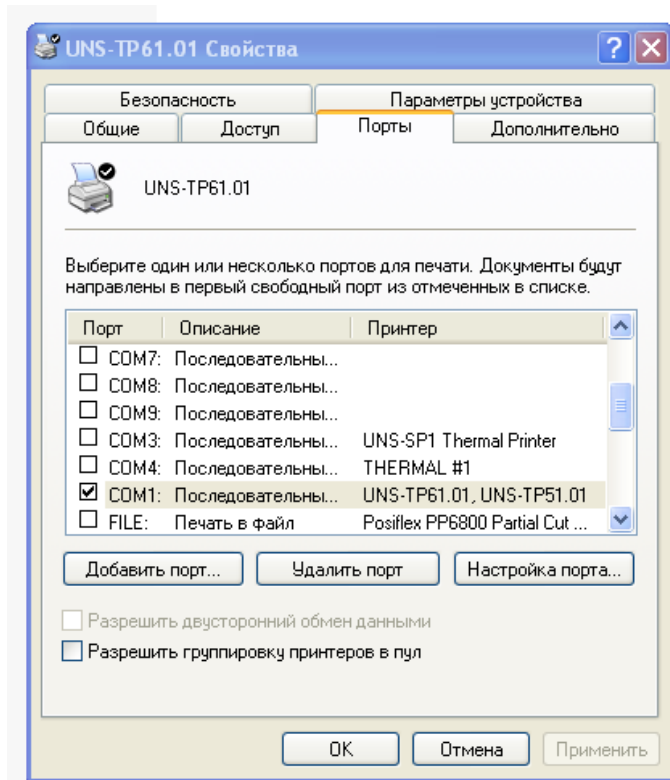 UNS-TP61.01 Свойства
Безопасность Параметры устройства
Общие Доступ Порты Дополнительно
UNS-TP61.01
Выберите один или несколько портов для печати. Документы будут
направлены в первый свободный порт из отмеченных в списке.
Порт Описание Принтер
COM7: Последовательны...
COM8: Последовательны...
COM9: Последовательны...
COM3: Последовательны... UNS-SP1 Thermal Printer
COM4: Последовательны... THERMAL #1
COM1: Последовательны... UNS-TP61.01, UNS-TP51.01
FILE: Печать в файл Posiflex PP6800 Partial Cut ...
Добавить порт... Удалить порт Настройка порта...
Разрешить двусторонний обмен данными
Разрешить группировку принтеров в пул
OK Отмена Применить